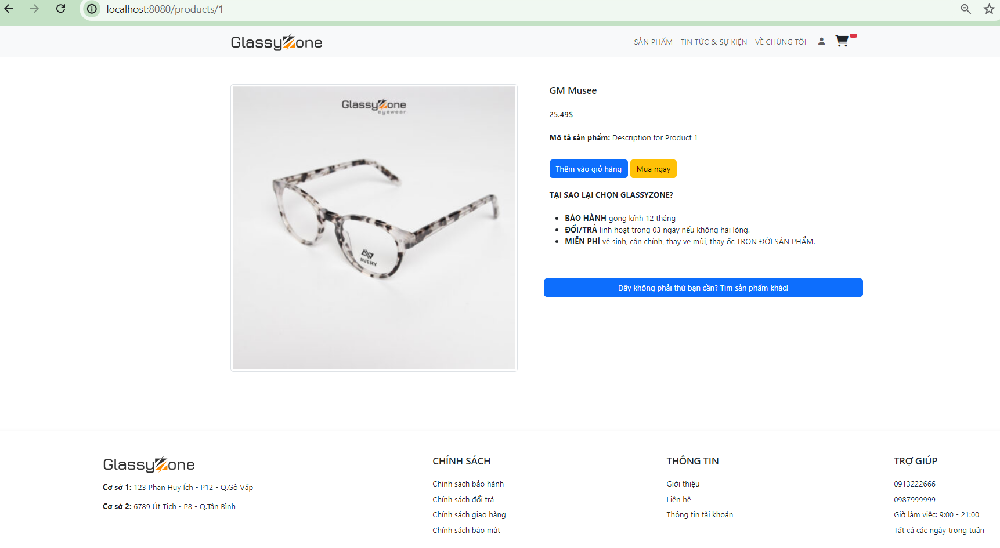 localhost:8080/products/1
GlassyZone
SẢN PHẨM
TIN TỨC & SỰ KIỆN
VỀ CHÚNG TÔI
GlassyZone
eyewear
AVERY
GM Musee
25.49$
Mô tả sản phẩm: Description for Product 1
Thêm vào giỏ hàng
Mua ngay
TẠI SAO LẠI CHỌN GLASSYZONE?
BẢO HÀNH gọng kính 12 tháng
ĐỔI/TRẢ linh hoạt trong 03 ngày nếu không hài lòng.
MIỄN PHÍ vệ sinh, cân chỉnh, thay ve mũi, thay ốc TRỌN ĐỜI SẢN PHẨM.
Đây không phải thứ bạn cần? Tìm sản phẩm khác!
GlassyZone
Cơ sở 1: 123 Phan Huy Ích - P12 - Q.Gò Vấp
Cơ sở 2: 6789 Út Tịch - P8 - Q.Tân Bình
CHÍNH SÁCH
Chính sách bảo hành
Chính sách đổi trả
Chính sách giao hàng
Chính sách bảo mật
THÔNG TIN
Giới thiệu
Liên hệ
Thông tin tài khoản
TRỢ GIÚP
0913222666
0987999999
Giờ làm việc: 9:00 - 21:00
Tất cả các ngày trong tuần